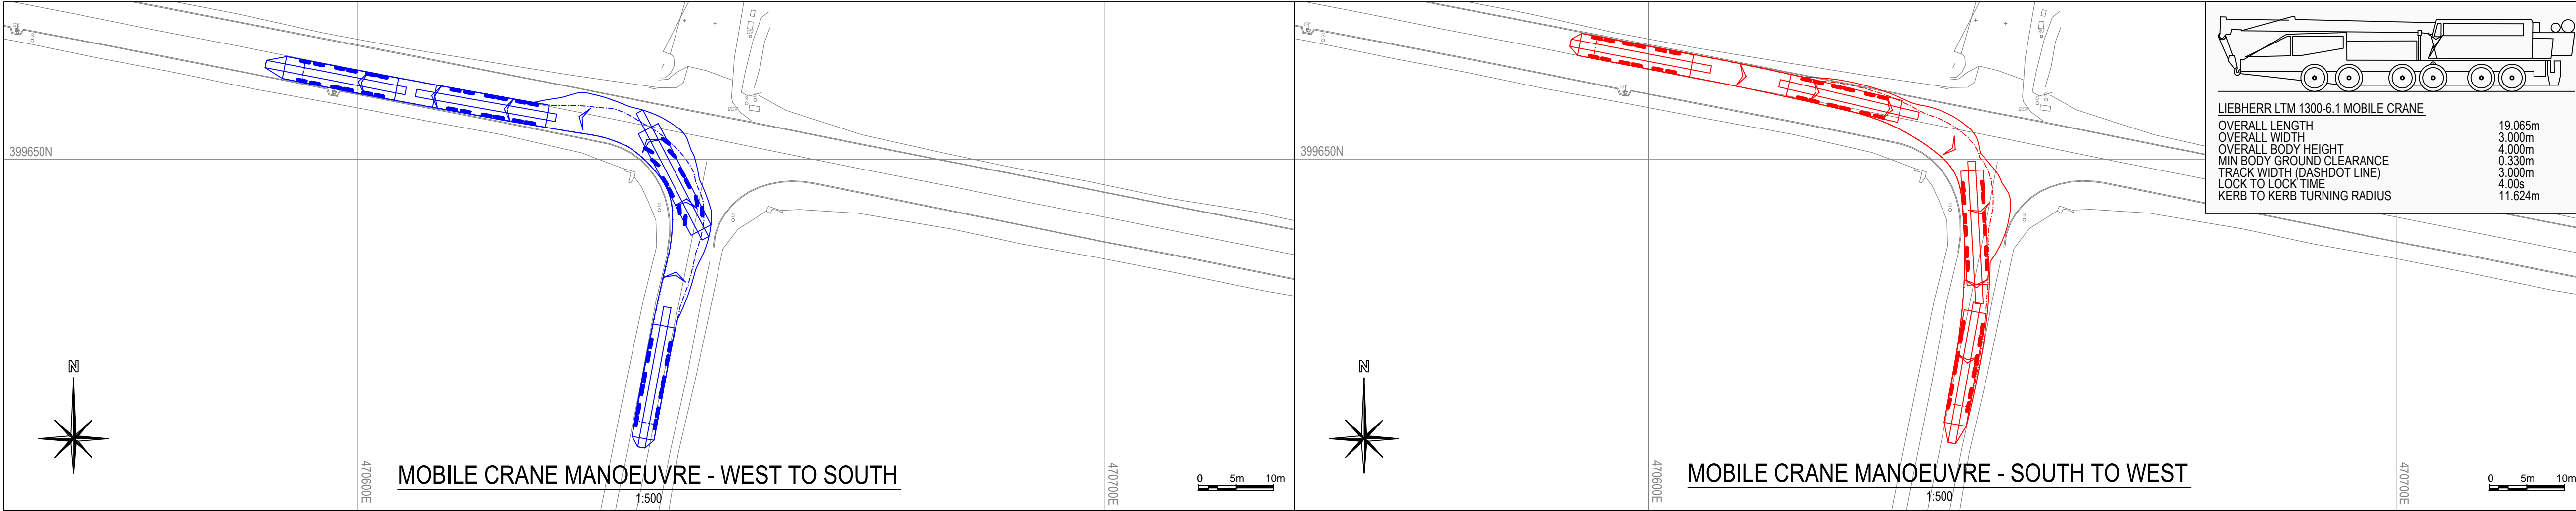 399650N
N
470600E
470700E
MOBILE CRANE MANOEUVRE - WEST TO SOUTH
1:500
0 5m 10m
399650N
N
470600E
470700E
MOBILE CRANE MANOEUVRE - SOUTH TO WEST
1:500
0 5m 10m
LIEBHERR LTM 1300-6.1 MOBILE CRANE
OVERALL LENGTH 19.065m
OVERALL WIDTH 3.000m
OVERALL BODY HEIGHT 4.000m
MIN BODY GROUND CLEARANCE 0.330m
TRACK WIDTH (DASHDOT LINE) 3.000m
LOCK TO LOCK TIME 4.00s
KERB TO KERB TURNING RADIUS 11.624m